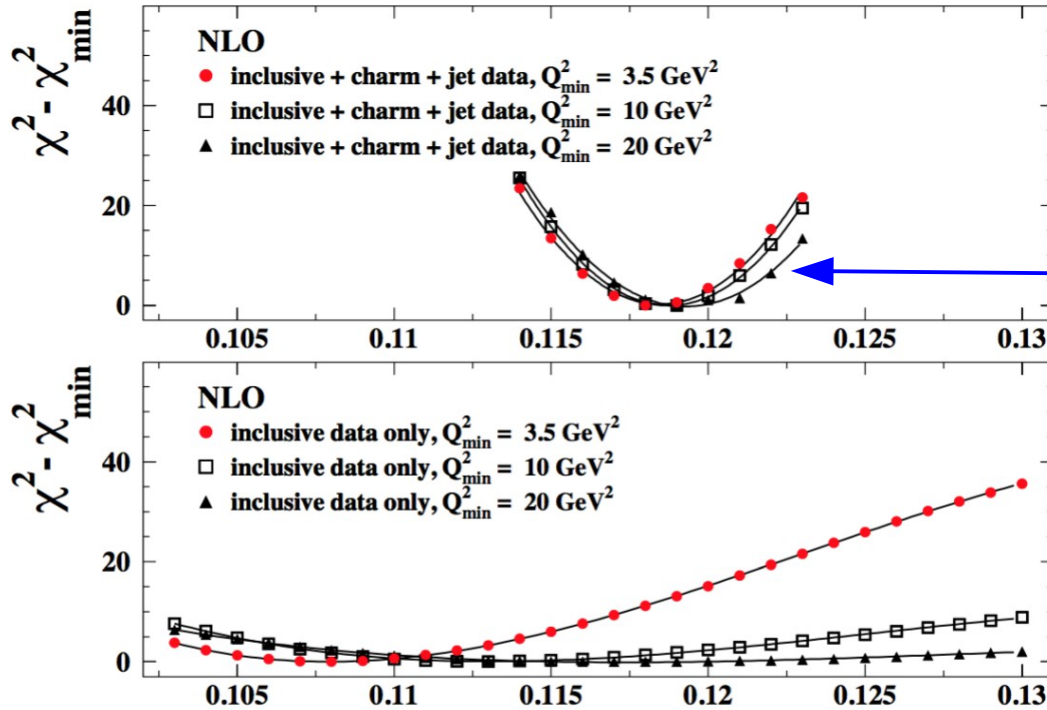 χ² - χ²min
NLO
inclusive + charm + jet data, Q²min = 3.5 GeV²
inclusive + charm + jet data, Q²min = 10 GeV²
inclusive + charm + jet data, Q²min = 20 GeV²
40
20
0
0.105 0.11 0.115 0.12 0.125 0.13
χ² - χ²min
NLO
inclusive data only, Q²min = 3.5 GeV²
inclusive data only, Q²min = 10 GeV²
inclusive data only, Q²min = 20 GeV²
40
20
0
0.105 0.11 0.115 0.12 0.125 0.13